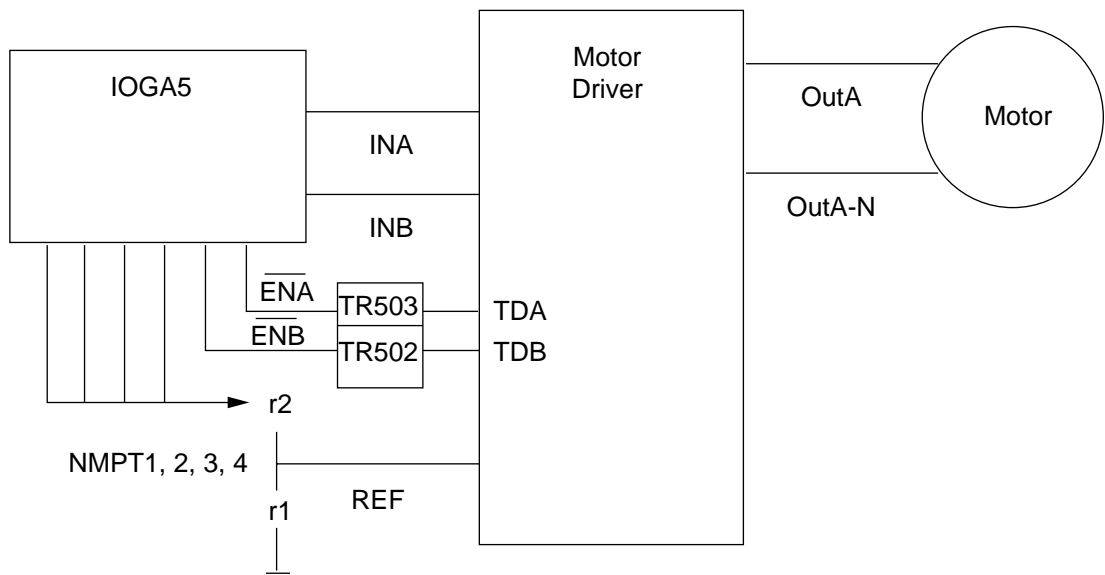 IOGA5
Motor
Driver
Motor
OutA
OutA-N
INA
INB
ENA
TR503
TDA
ENB
TR502
TDB
r2
NMPT1, 2, 3, 4
REF
r1